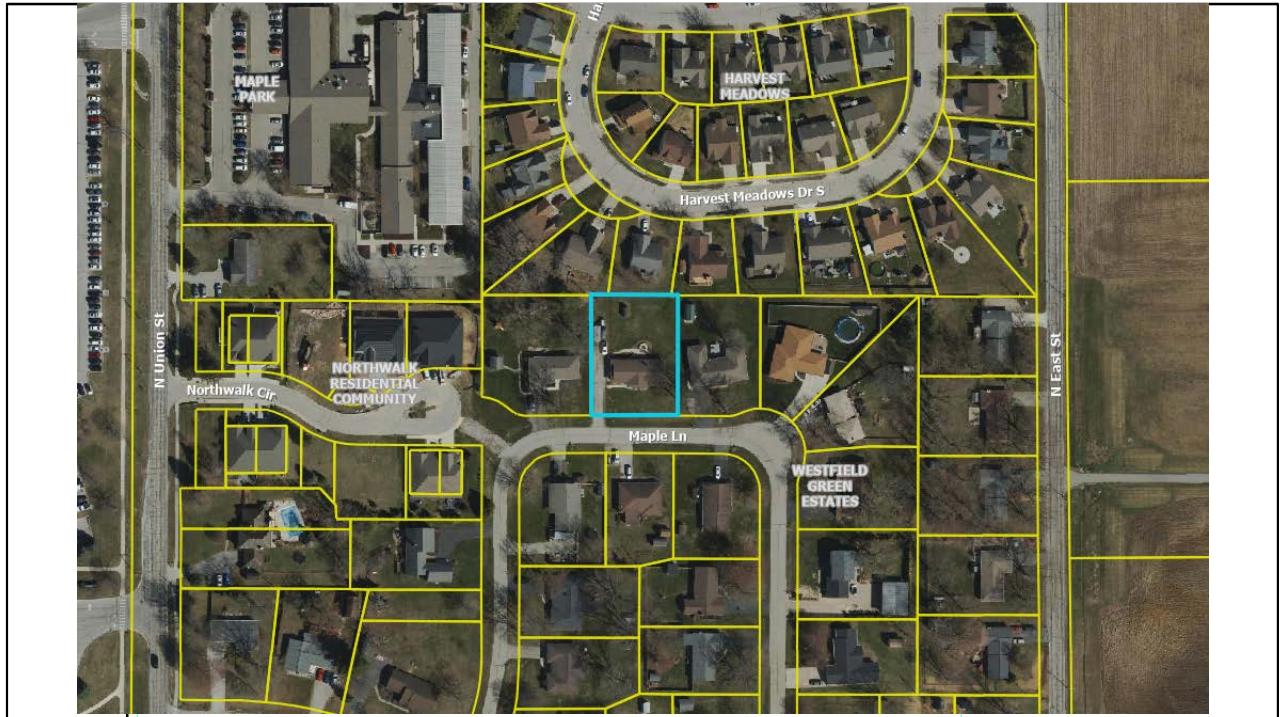 Ha
MAPLE
PARK
HARVEST
MEADOWS
Harvest Meadows Dr S
N Union St
N East St
NORTHWALK
RESIDENTIAL
COMMUNITY
Northwalk Cir
Maple Ln
WESTFIELD
GREEN
ESTATES